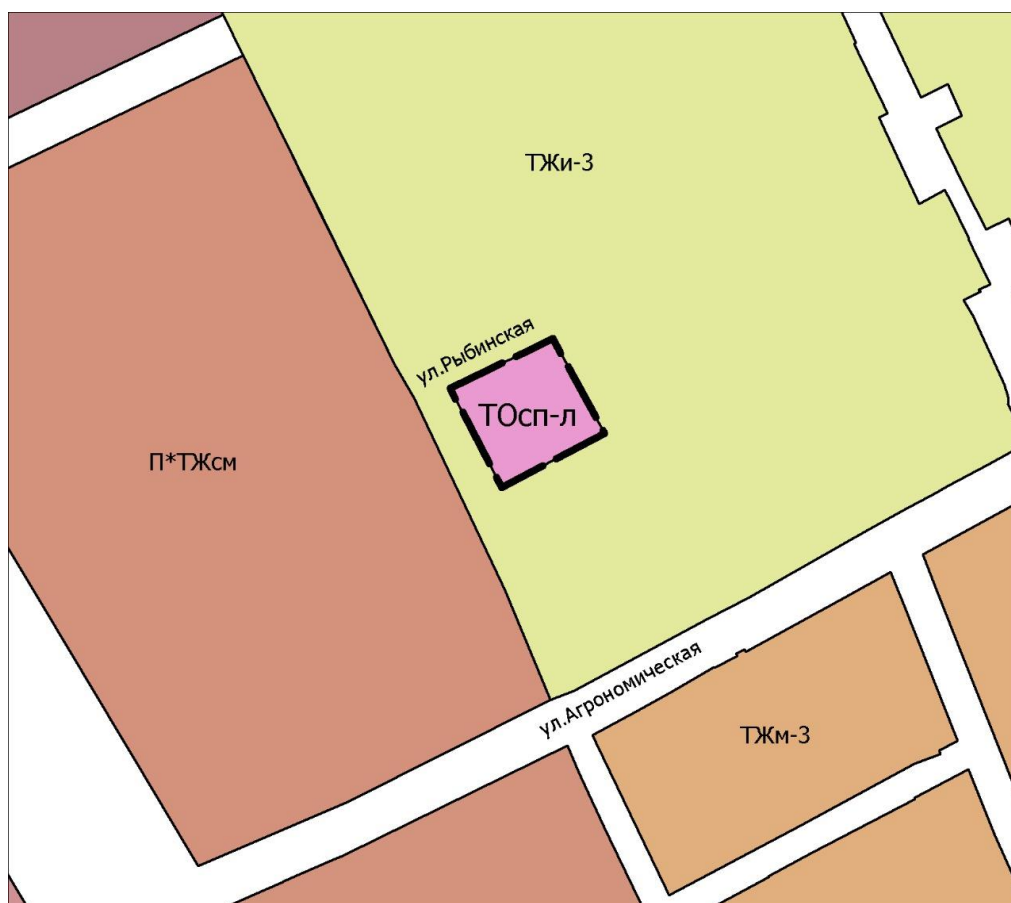 ТЖи-3
ул.Рыбинская
ТОсп-л
П*ТЖсм
ул.Агрономическая
ТЖм-3